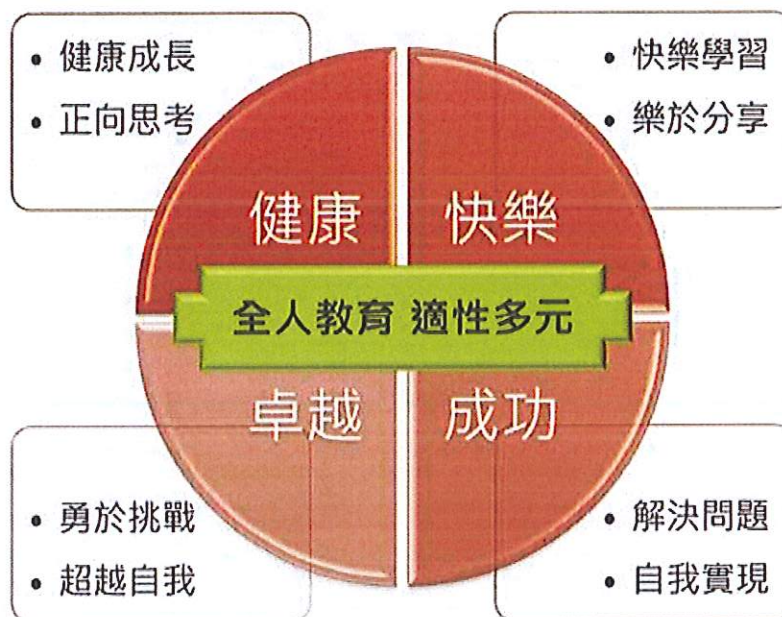 • 健康成長
• 正向思考
• 快樂學習
• 樂於分享
健康
快樂
全人教育 適性多元
卓越
成功
• 勇於挑戰
• 超越自我
• 解決問題
• 自我實現